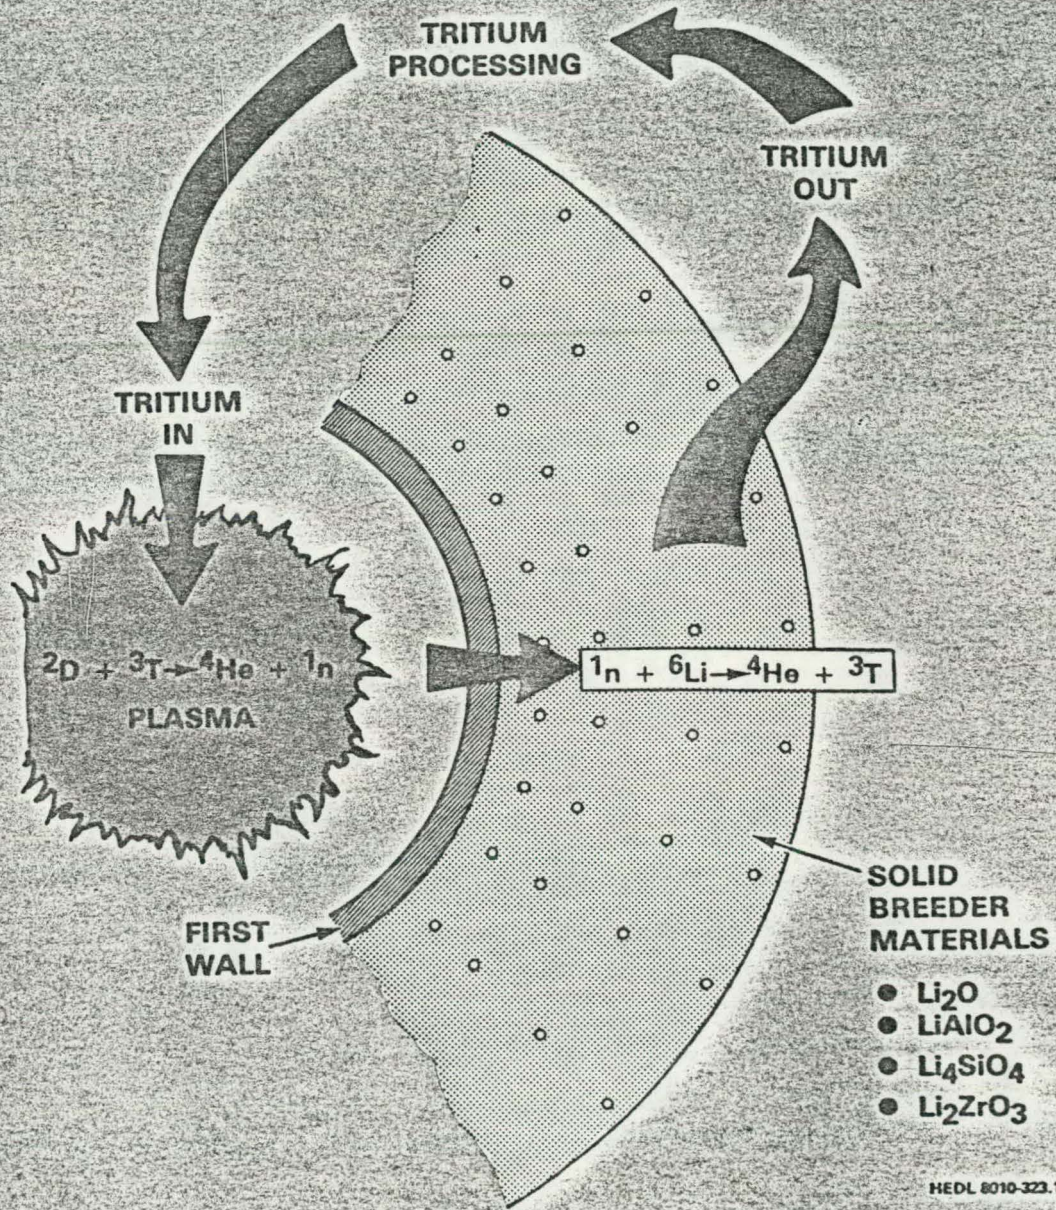 TRITIUM
PROCESSING
TRITIUM
OUT
TRITIUM
IN
²D + ³T→⁴He + ¹n
PLASMA
¹n + ⁶Li→⁴He + ³T
FIRST
WALL
SOLID
BREEDER
MATERIALS
● Li₂O
● LiAlO₂
● Li₄SiO₄
● Li₂ZrO₃
HEDL 8010-323.1